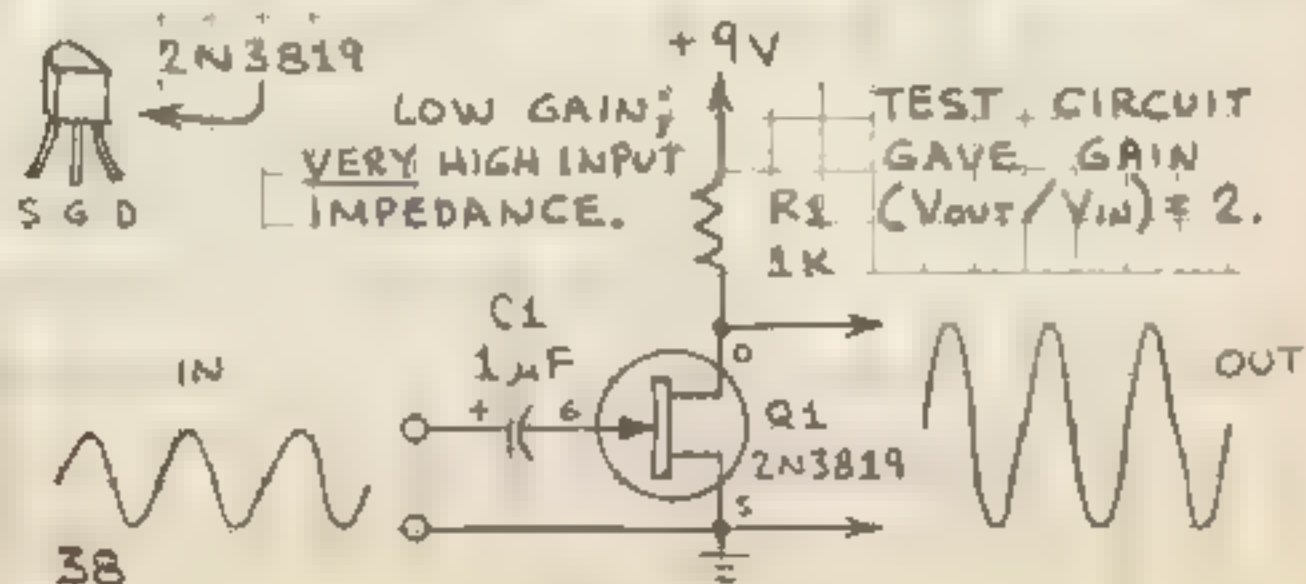 2N3819
S G D
LOW GAIN;
VERY HIGH INPUT
IMPEDANCE.
+9V
R1
1K
TEST CIRCUIT
GAVE GAIN
(VOUT/VIN) = 2.
IN
C1
1µF
+
G
D
Q1
2N3819
S
OUT
38